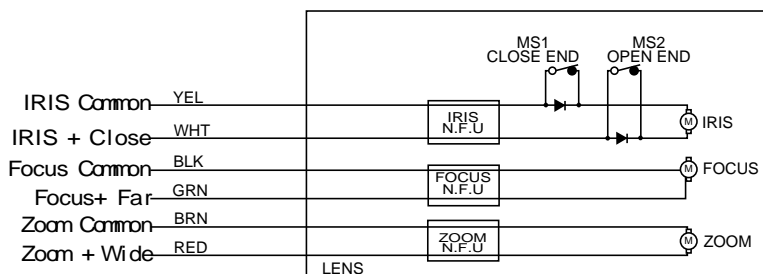 MS1
CLOSE END
MS2
OPEN END
IRIS Common YEL
IRIS
N.F.U
M IRIS
IRIS + Close WHT
Focus Common BLK
FOCUS
N.F.U
M FOCUS
Focus+ Far GRN
Zoom Common BRN
ZOOM
N.F.U
M ZOOM
Zoom + Wide RED
LENS